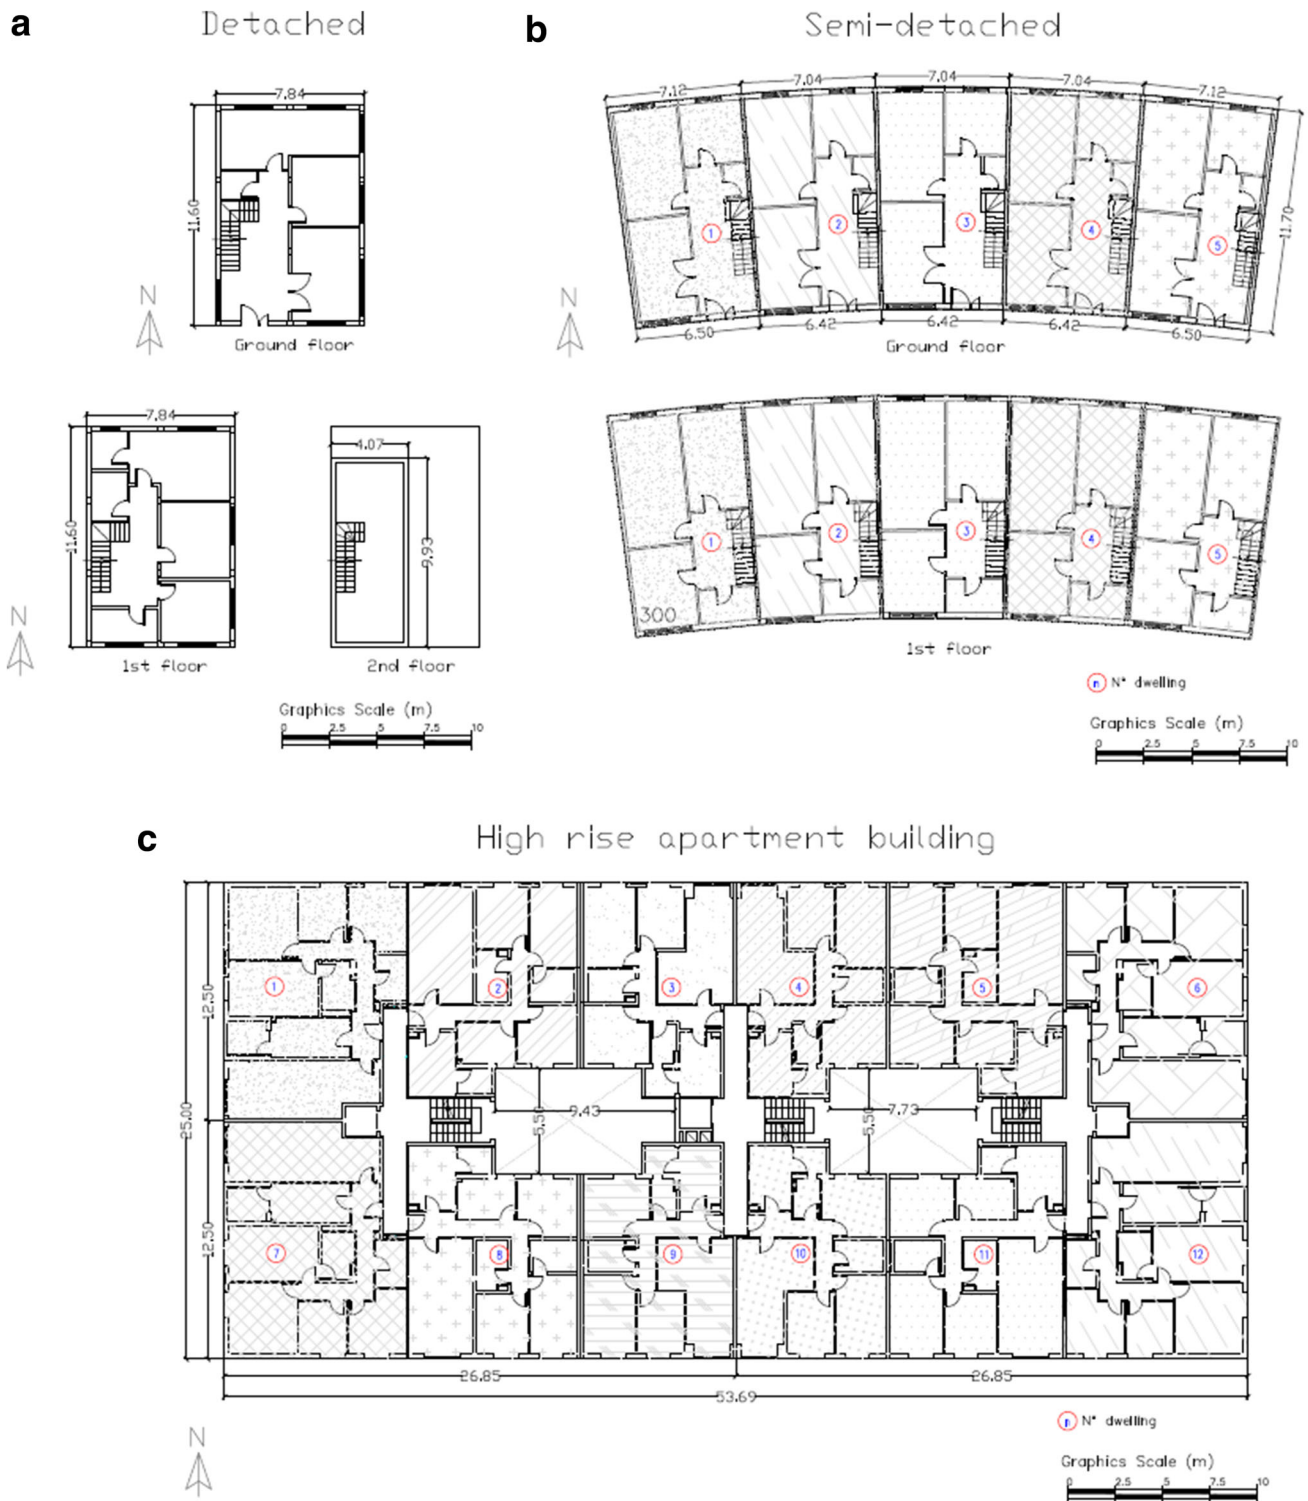 a Detached
b Semi-detached
7.84
11.60
N
Ground floor
7.12 7.04 7.04 7.04 7.12
11.70
1 2 3 4 5
6.50 6.42 6.42 6.42 6.50
N
Ground floor
7.84
11.60
N
1st floor
4.07
9.93
2nd floor
Graphics Scale (m)
0 2.5 5 7.5 10
1 2 3 4 5
300
1st floor
n N° dwelling
Graphics Scale (m)
0 2.5 5 7.5 10
c High rise apartment building
1 2 3 4 5 6
12.50
25.00
9.43 5.50 7.73 5.50
12.50
7 8 9 10 11 12
26.85 26.85
53.69
N
n N° dwelling
Graphics Scale (m)
0 2.5 5 7.5 10